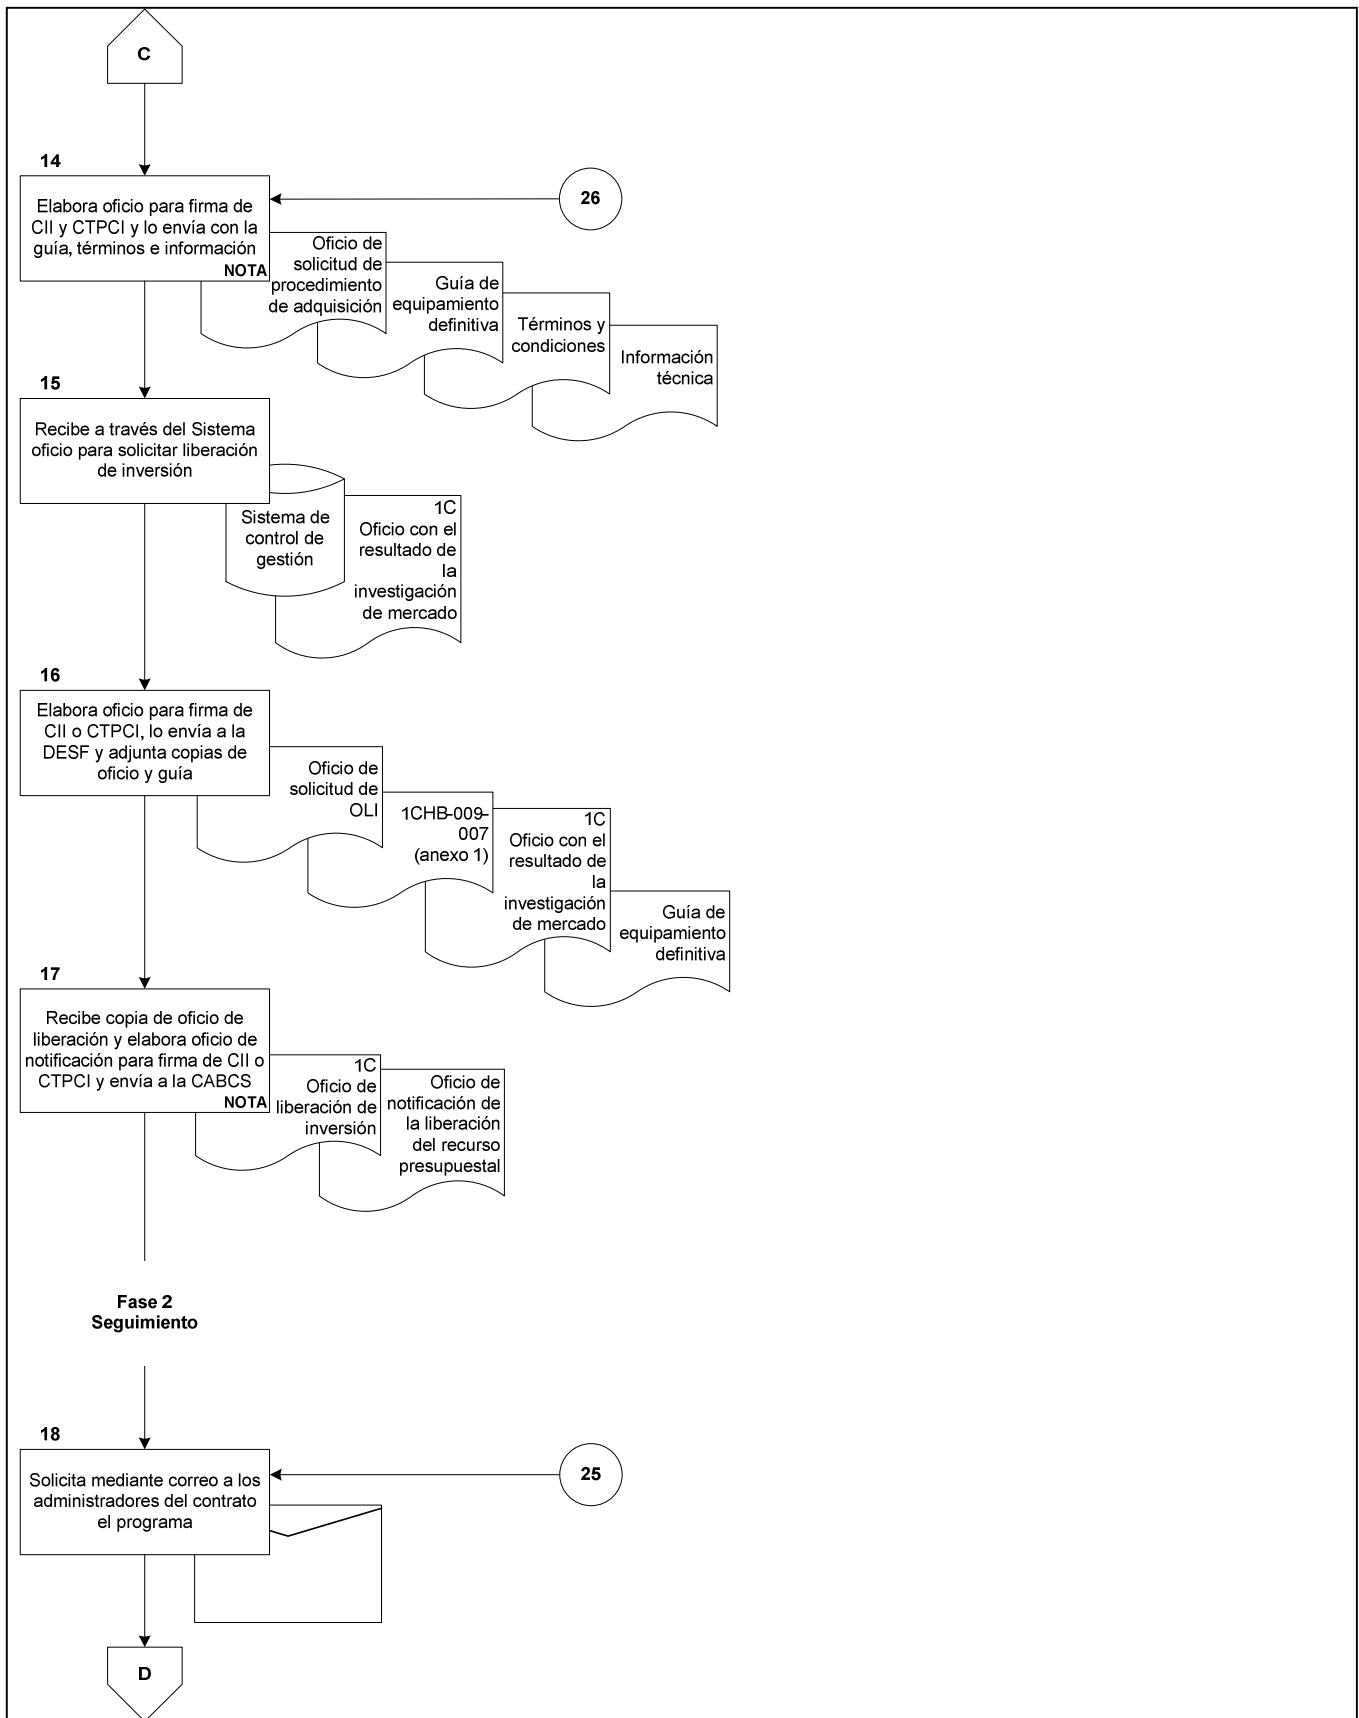 C
14
Elabora oficio para firma de
CII y CTPCI y lo envía con la
guía, términos e información
NOTA
26
Oficio de
solicitud de
procedimiento
de adquisición
Guía de
equipamiento
definitiva
Términos y
condiciones
Información
técnica
15
Recibe a través del Sistema
oficio para solicitar liberación
de inversión
Sistema de
control de
gestión
1C
Oficio con el
resultado de
la
investigación
de mercado
16
Elabora oficio para firma de
CII o CTPCI, lo envía a la
DESF y adjunta copias de
oficio y guía
Oficio de
solicitud de
OLI
1CHB-009-
007
(anexo 1)
1C
Oficio con el
resultado de
la
investigación
de mercado
Guía de
equipamiento
definitiva
17
Recibe copia de oficio de
liberación y elabora oficio de
notificación para firma de CII o
CTPCI y envía a la CABCS
NOTA
1C
Oficio de
liberación de
inversión
Oficio de
notificación de
la liberación
del recurso
presupuestal
Fase 2
Seguimiento
18
Solicita mediante correo a los
administradores del contrato
el programa
25
D